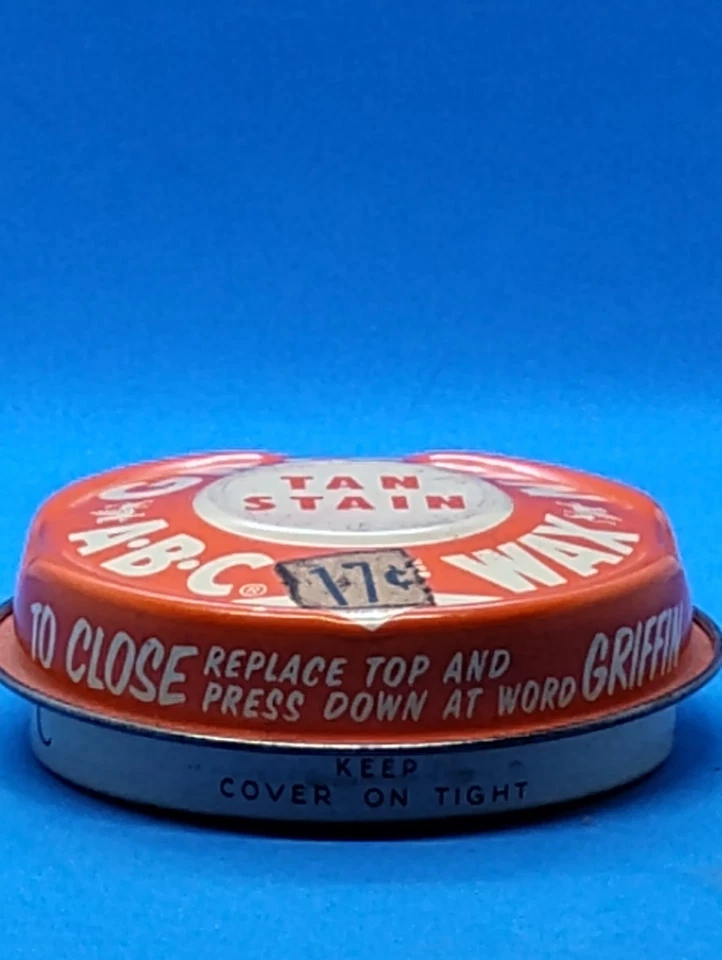 TAN
STAIN
A·B·C®
WAX
17¢
TO CLOSE REPLACE TOP AND
PRESS DOWN AT WORD GRIFFIN
KEEP
COVER ON TIGHT